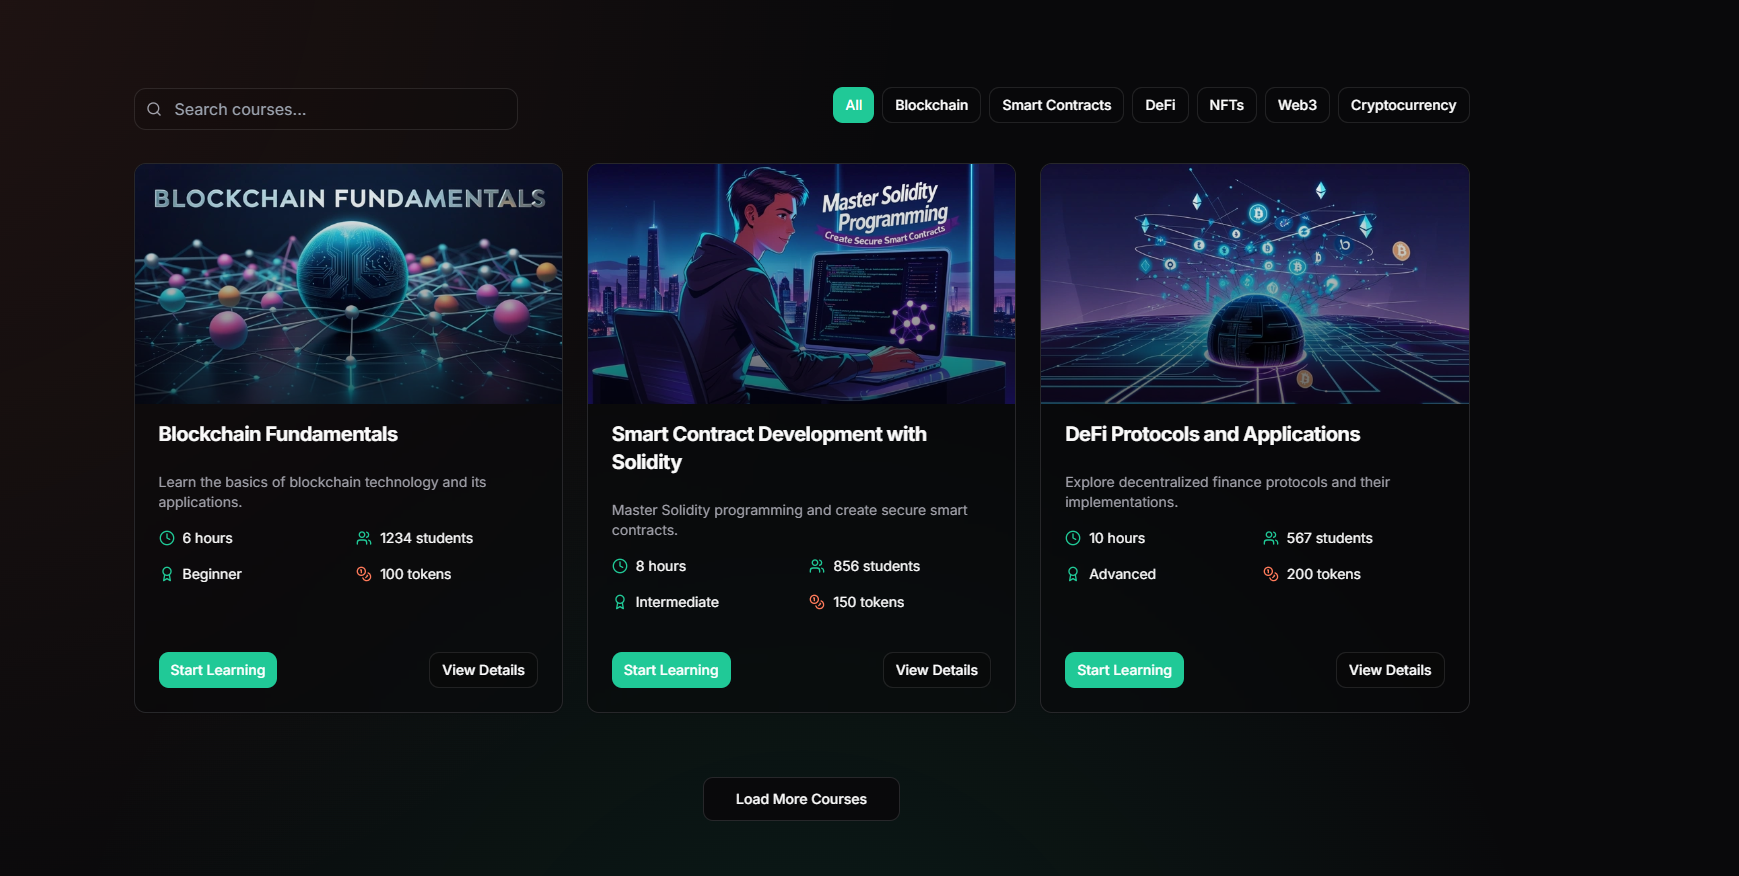 Search courses...
All
Blockchain
Smart Contracts
DeFi
NFTs
Web3
Cryptocurrency
BLOCKCHAIN FUNDAMENTALS
Blockchain Fundamentals
Learn the basics of blockchain technology and its
applications.
6 hours
1234 students
Beginner
100 tokens
Start Learning
View Details
Master Solidity
Programming
Create Secure Smart Contracts
Smart Contract Development with
Solidity
Master Solidity programming and create secure smart
contracts.
8 hours
856 students
Intermediate
150 tokens
Start Learning
View Details
DeFi Protocols and Applications
Explore decentralized finance protocols and their
implementations.
10 hours
567 students
Advanced
200 tokens
Start Learning
View Details
Load More Courses